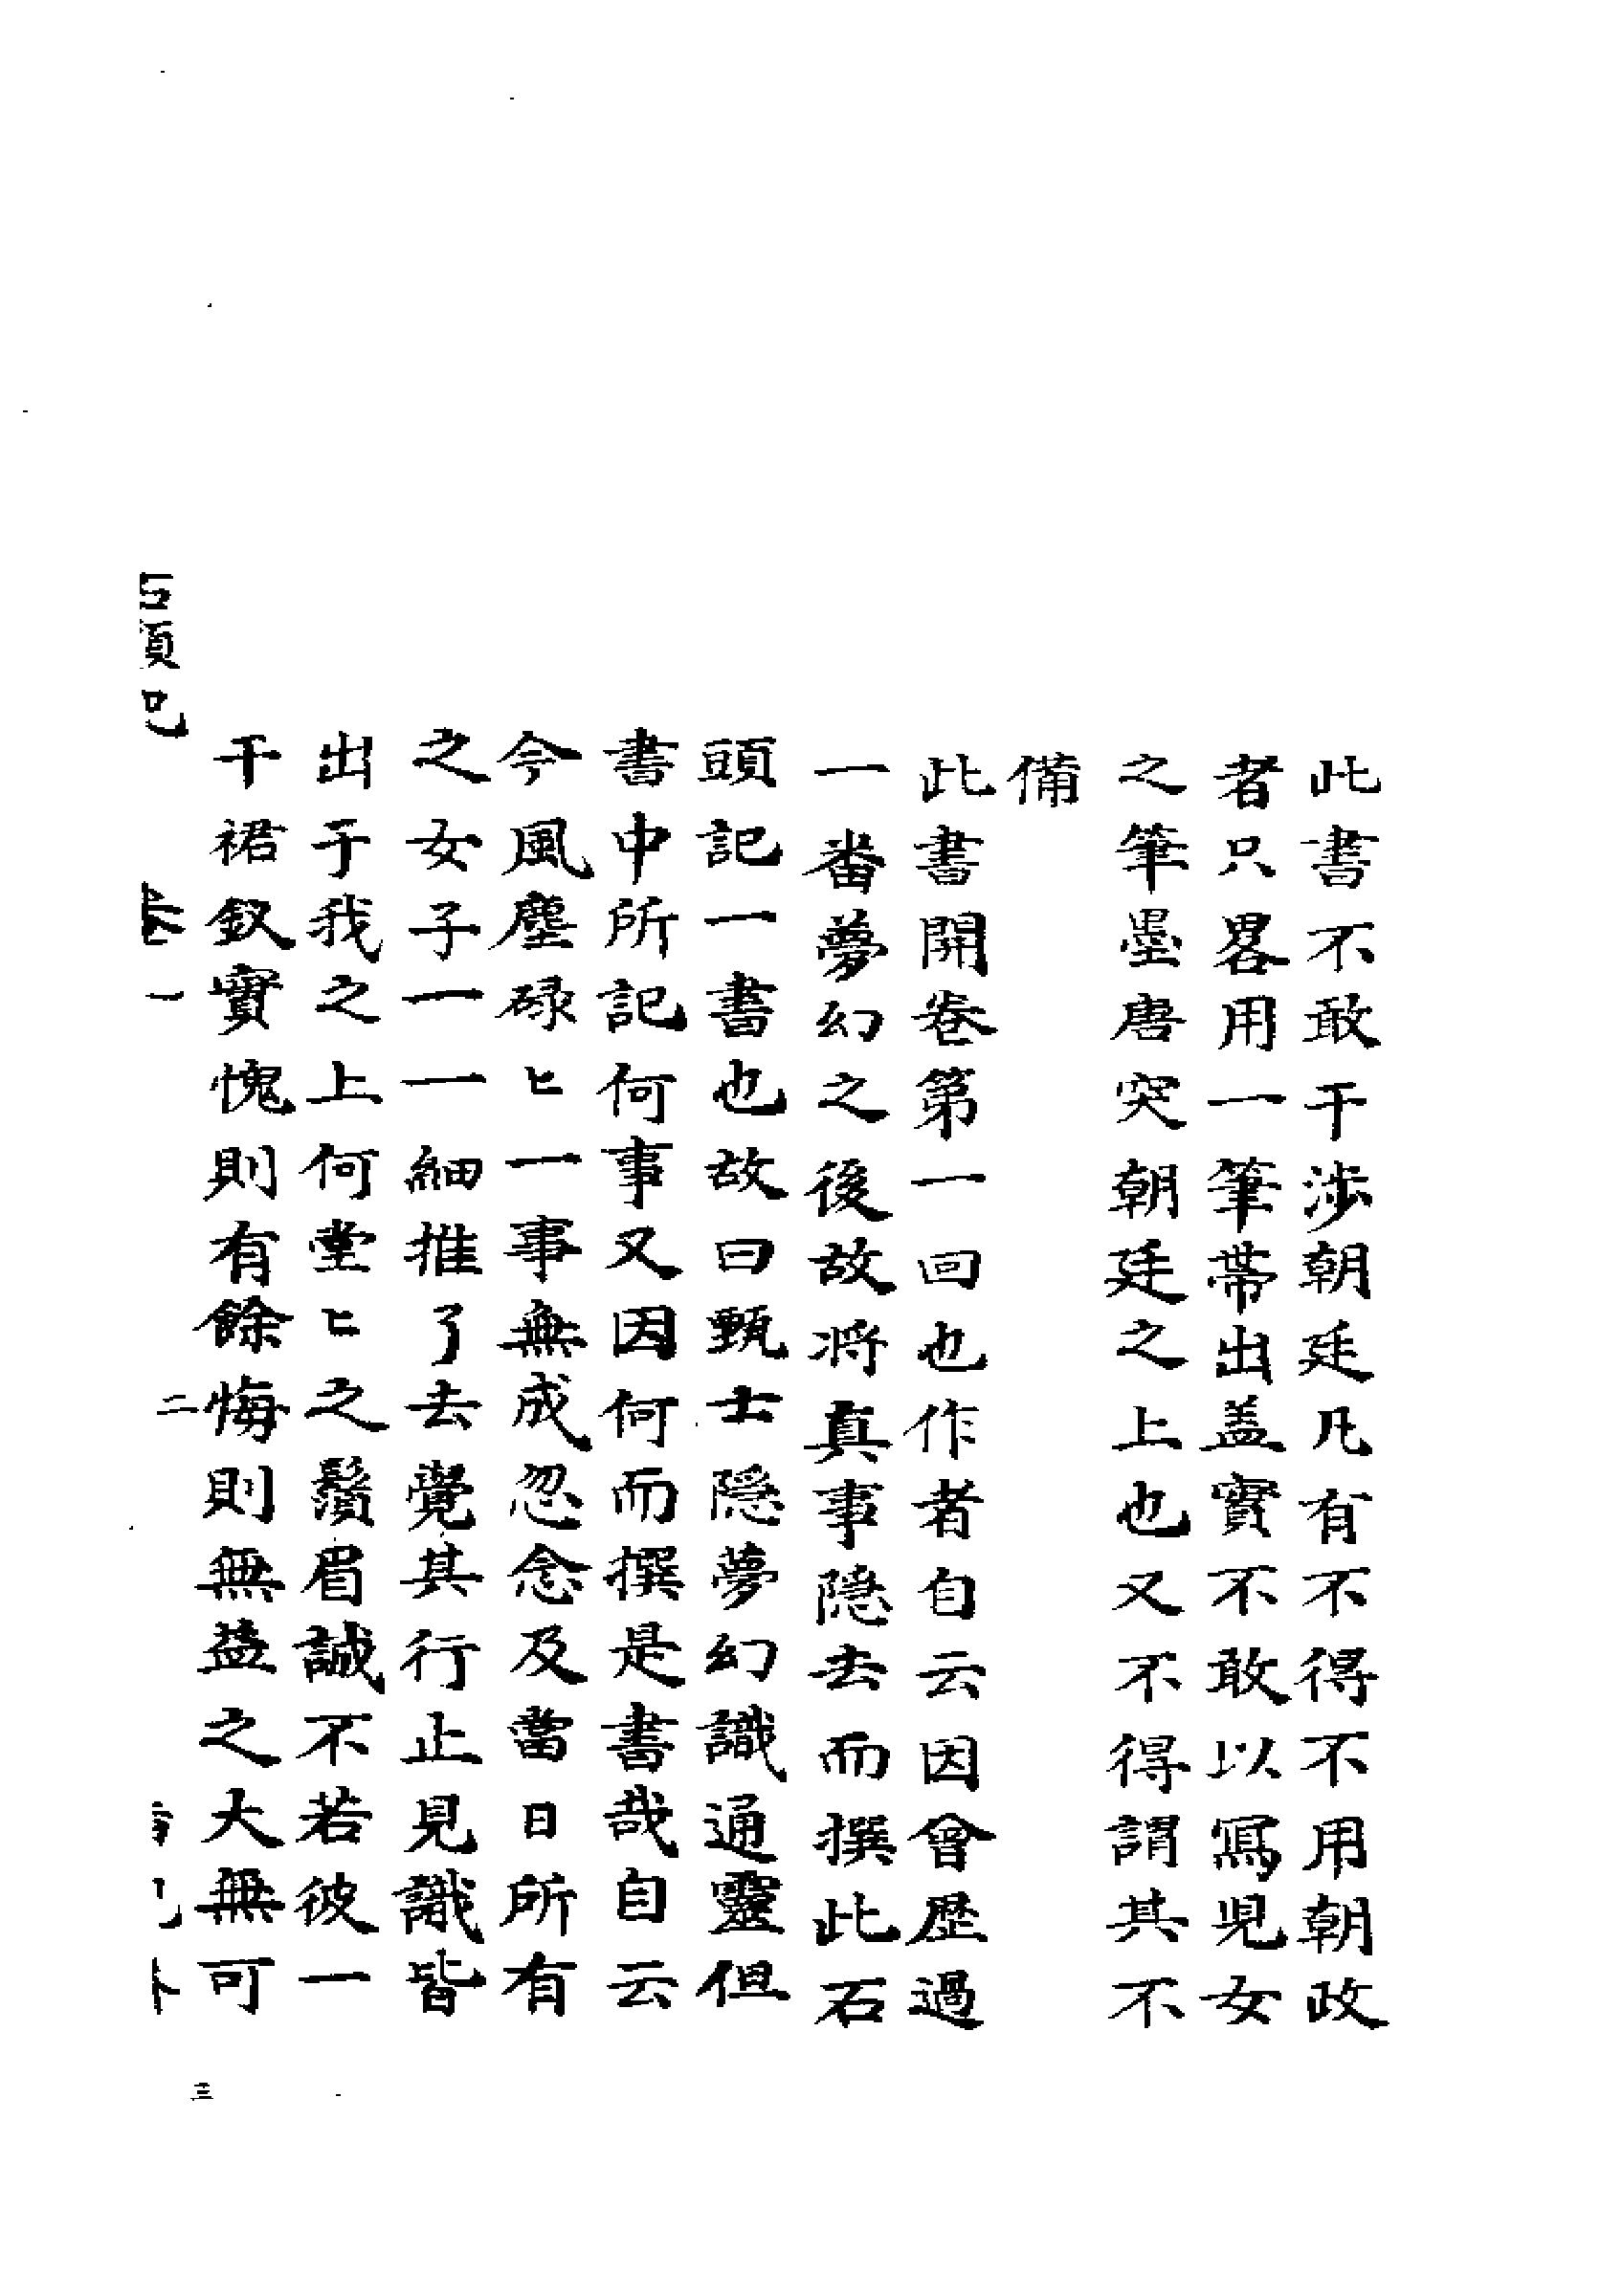 此書不敢干涉朝廷凡有不得不用朝政
者只畧用一筆帶出盖實不敢以寫児女
之筆墨唐突朝廷之上也又不得謂其不
備
此書開卷第一回也作者自云因曾歷過
一番夢幻之後故将真事隱去而撰此石
頭記一書也故曰甄士隱夢幻識通靈但
書中所記何事又因何而撰是書哉自云
今風塵碌匕一事無成忽念及當日所有
之女子一一細推了去覺其行止見識皆
出于我之上何堂匕之鬚眉誠不若彼一
干裙釵實愧則有餘悔則無益之大無可
石頭記 卷一 二
三